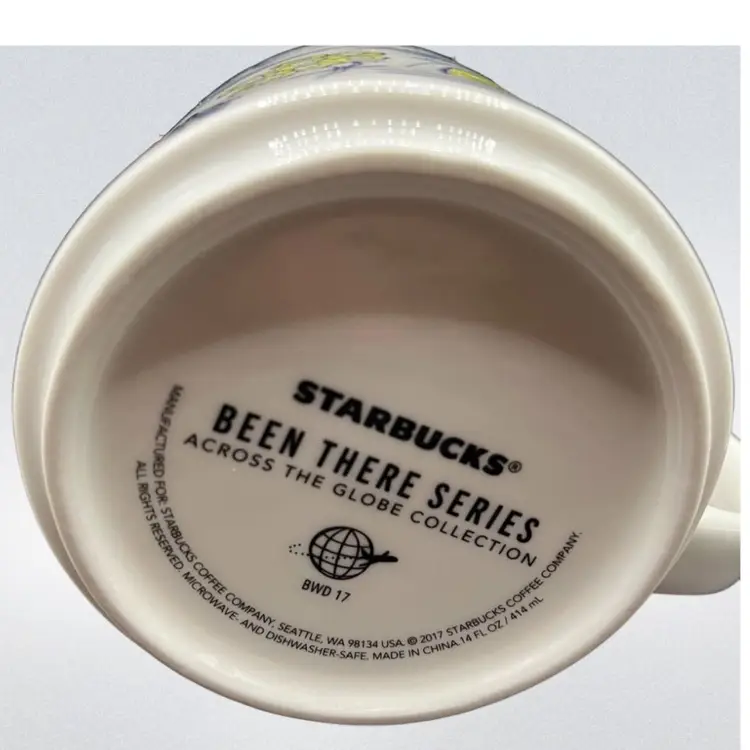 STARBUCKS®
BEEN THERE SERIES
ACROSS THE GLOBE COLLECTION
BWD 17
MANUFACTURED FOR: STARBUCKS COFFEE COMPANY, SEATTLE, WA 98134 USA. © 2017 STARBUCKS COFFEE COMPANY.
ALL RIGHTS RESERVED. MICROWAVE- AND DISHWASHER-SAFE. MADE IN CHINA.14 FL OZ / 414 mL